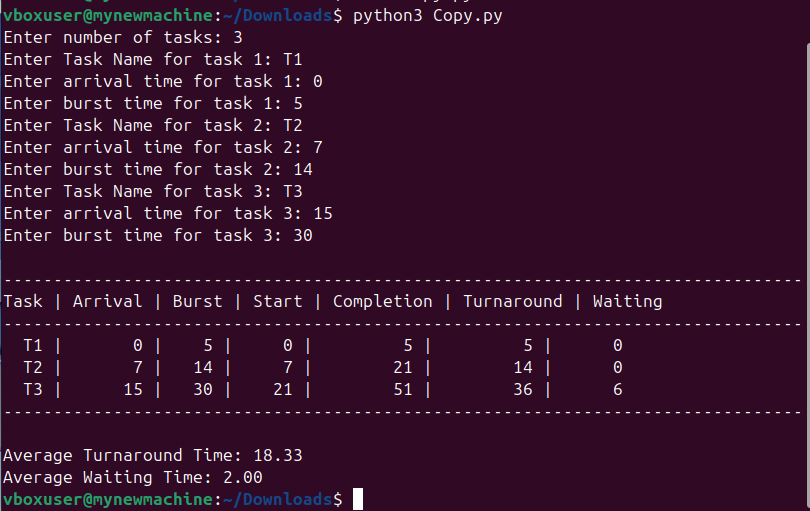 vboxuser@mynewmachine:~/Downloads$ python3 Copy.py
Enter number of tasks: 3
Enter Task Name for task 1: T1
Enter arrival time for task 1: 0
Enter burst time for task 1: 5
Enter Task Name for task 2: T2
Enter arrival time for task 2: 7
Enter burst time for task 2: 14
Enter Task Name for task 3: T3
Enter arrival time for task 3: 15
Enter burst time for task 3: 30
--------------------------------------------------------------------------------
Task | Arrival | Burst | Start | Completion | Turnaround | Waiting
--------------------------------------------------------------------------------
  T1 |       0 |     5 |     0 |          5 |          5 |      0
  T2 |       7 |    14 |     7 |         21 |         14 |      0
  T3 |      15 |    30 |    21 |         51 |         36 |      6
--------------------------------------------------------------------------------
Average Turnaround Time: 18.33
Average Waiting Time: 2.00
vboxuser@mynewmachine:~/Downloads$